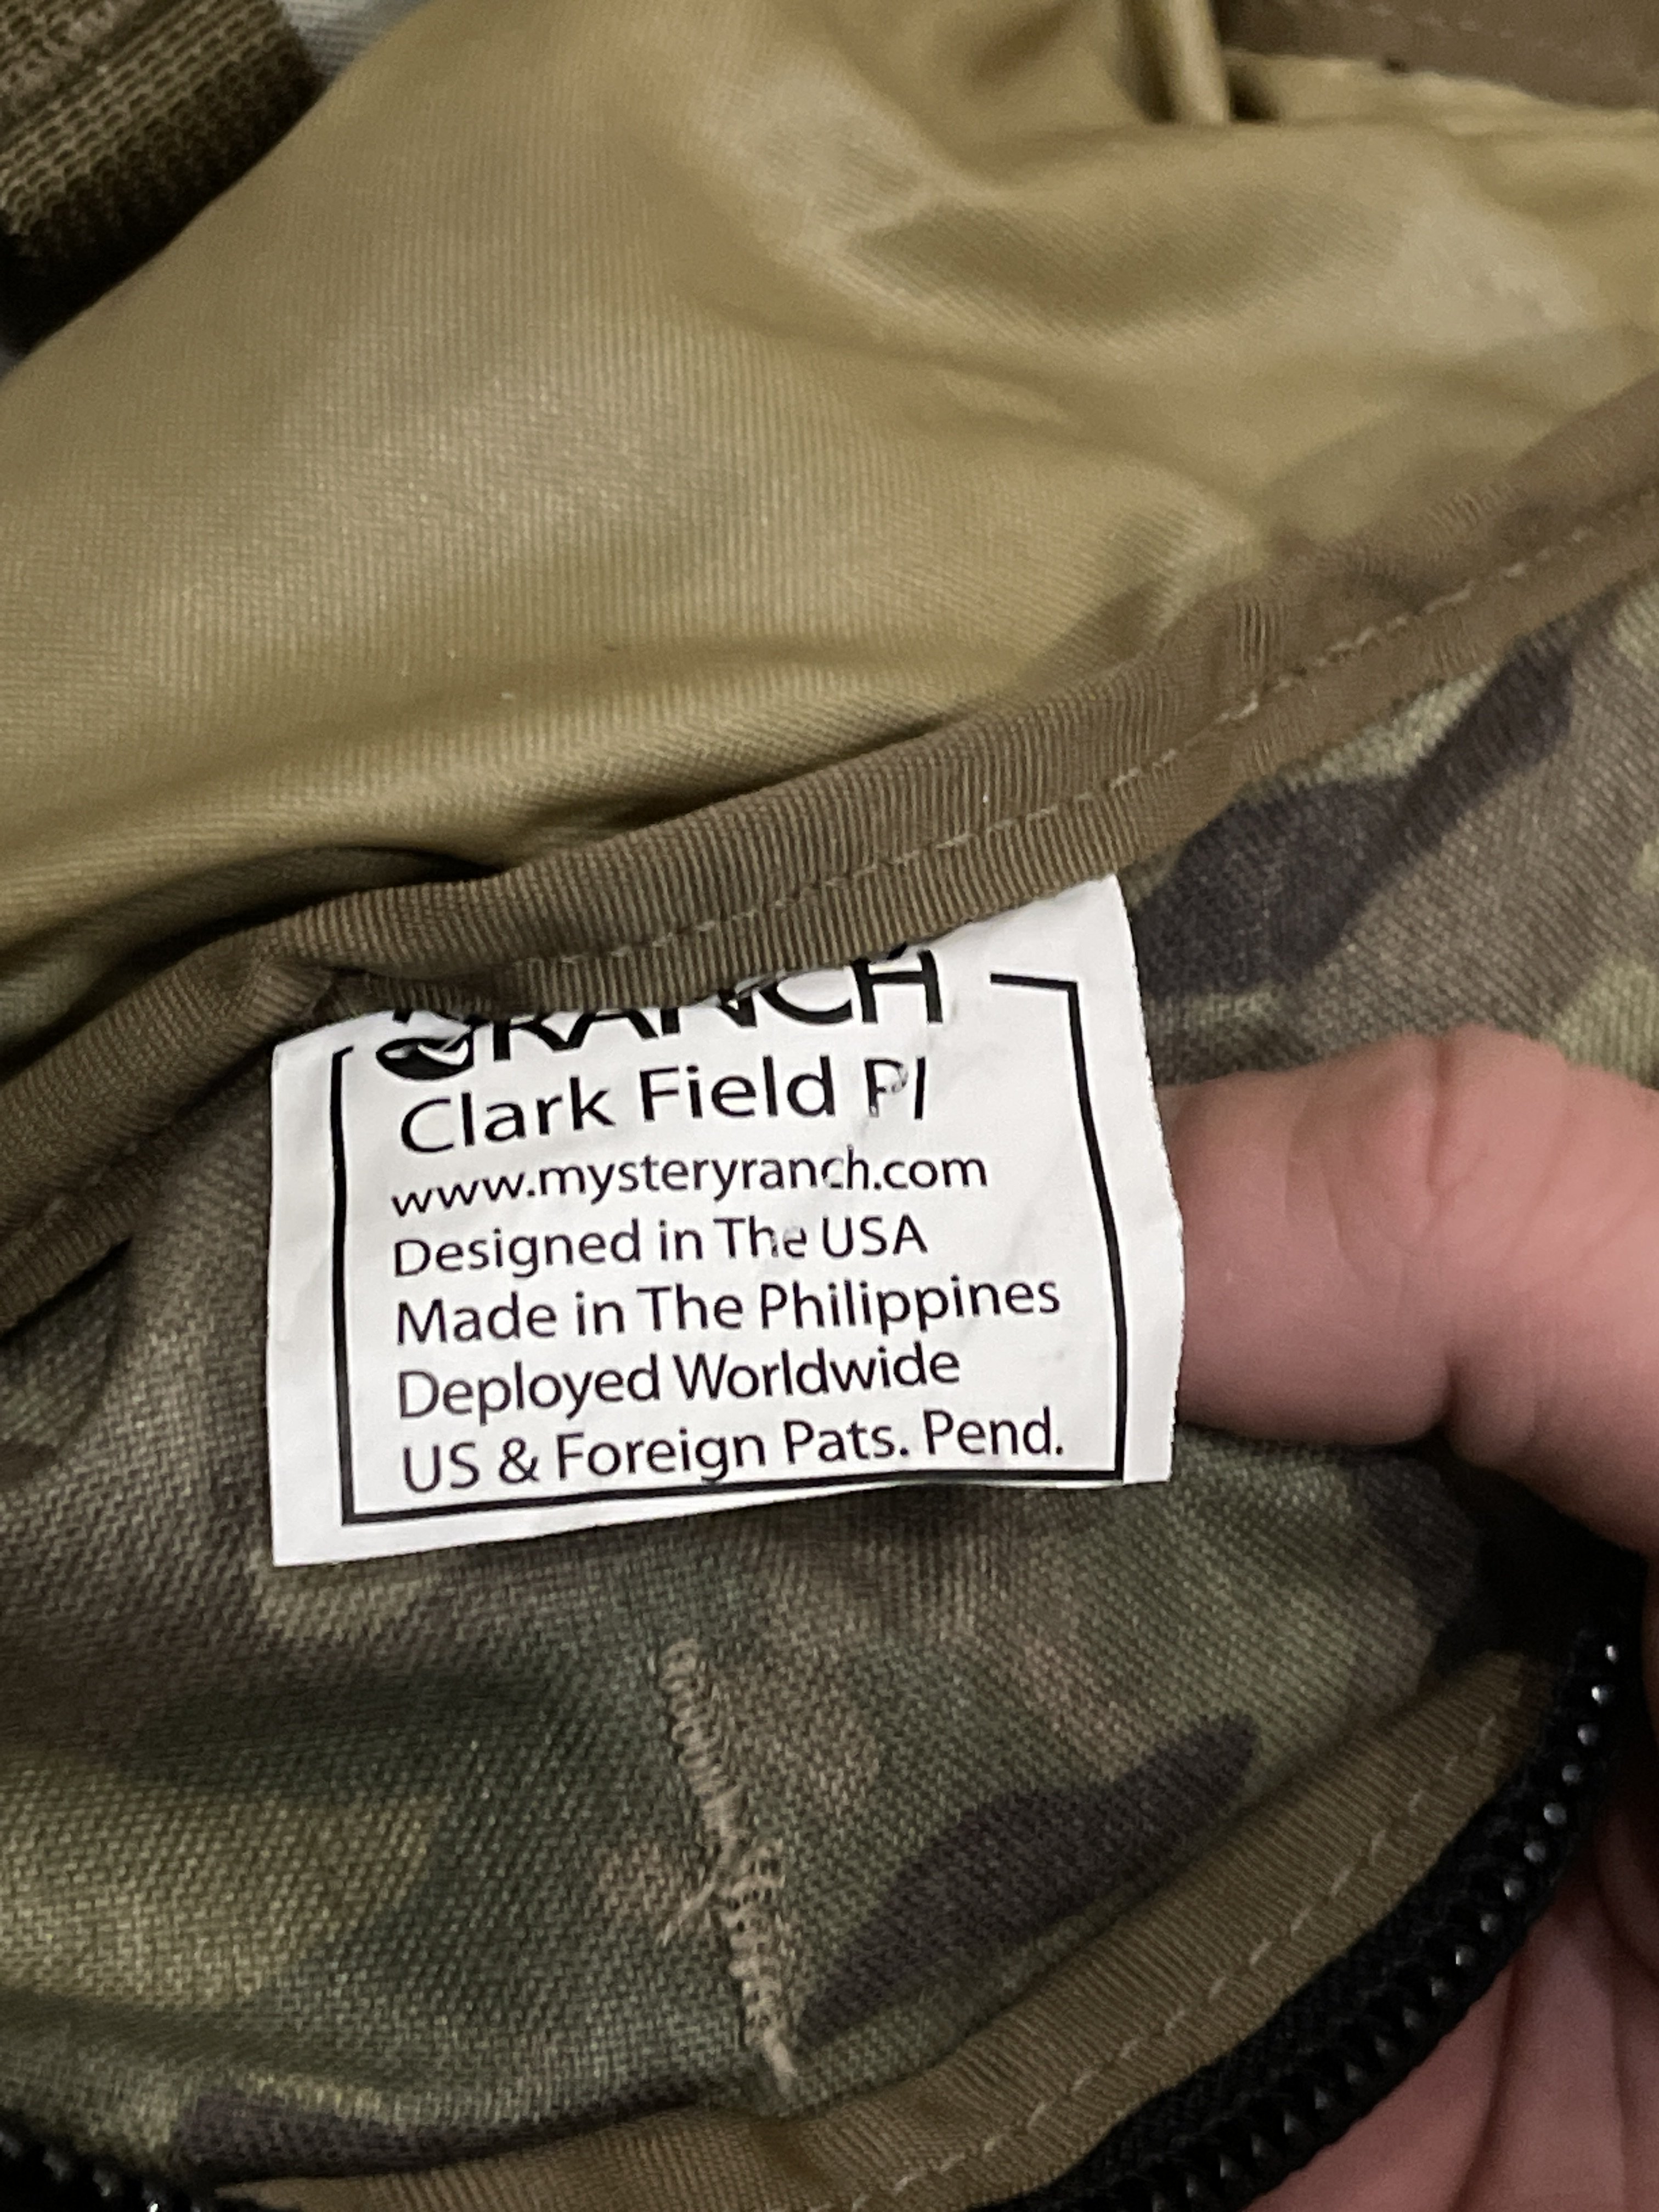 RANCH
Clark Field PI
www.mysteryranch.com
Designed in The USA
Made in The Philippines
Deployed Worldwide
US & Foreign Pats. Pend.